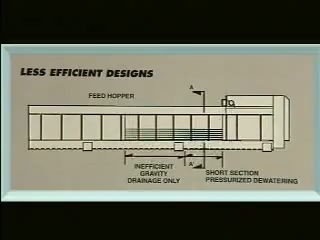 LESS EFFICIENT DESIGNS
FEED HOPPER
A
INEFFICIENT
GRAVITY
DRAINAGE ONLY
A'
SHORT SECTION
PRESSURIZED DEWATERING